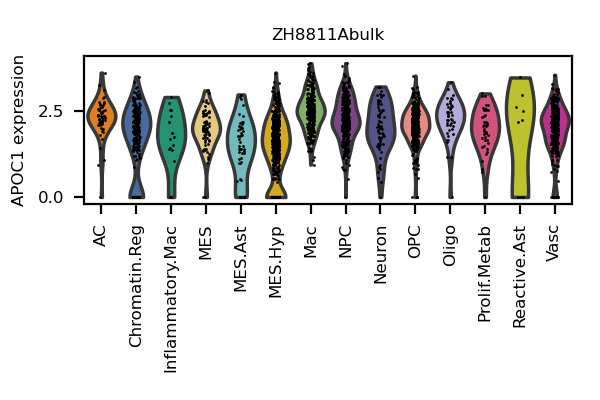 ZH8811Abulk
APOC1 expression
2.5
0.0
AC
Chromatin.Reg
Inflammatory.Mac
MES
MES.Ast
MES.Hyp
Mac
NPC
Neuron
OPC
Oligo
Prolif.Metab
Reactive.Ast
Vasc